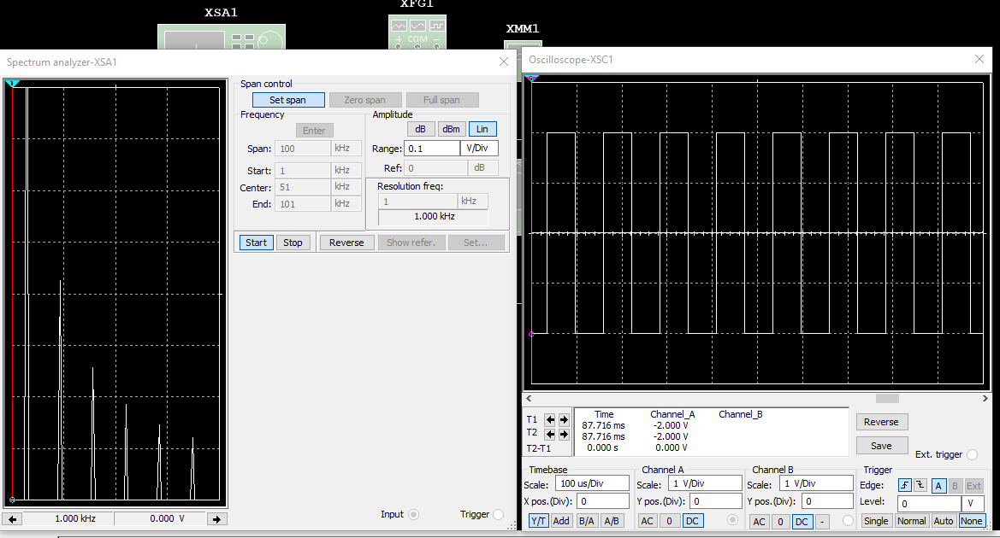 XSA1
XFG1
COM
XMM1
Spectrum analyzer-XSA1
Span control
Set span
Zero span
Full span
Frequency
Enter
Span: 100 kHz
Start: 1 kHz
Center: 51 kHz
End: 101 kHz
Amplitude
dB dBm Lin
Range: 0.1 V/Div
Ref: 0 dB
Resolution freq:
1 kHz
1.000 kHz
Start Stop Reverse Show refer. Set...
1.000 kHz 0.000 V
Input
Trigger
Oscilloscope-XSC1
Time Channel_A Channel_B
T1 87.716 ms -2.000 V
T2 87.716 ms -2.000 V
T2-T1 0.000 s 0.000 V
Reverse
Save
Ext. trigger
Timebase
Scale: 100 us/Div
X pos.(Div): 0
Y/T Add B/A A/B
Channel A
Scale: 1 V/Div
Y pos.(Div): 0
AC 0 DC
Channel B
Scale: 1 V/Div
Y pos.(Div): 0
AC 0 DC -
Trigger
Edge: A B Ext
Level: 0 V
Single Normal Auto None